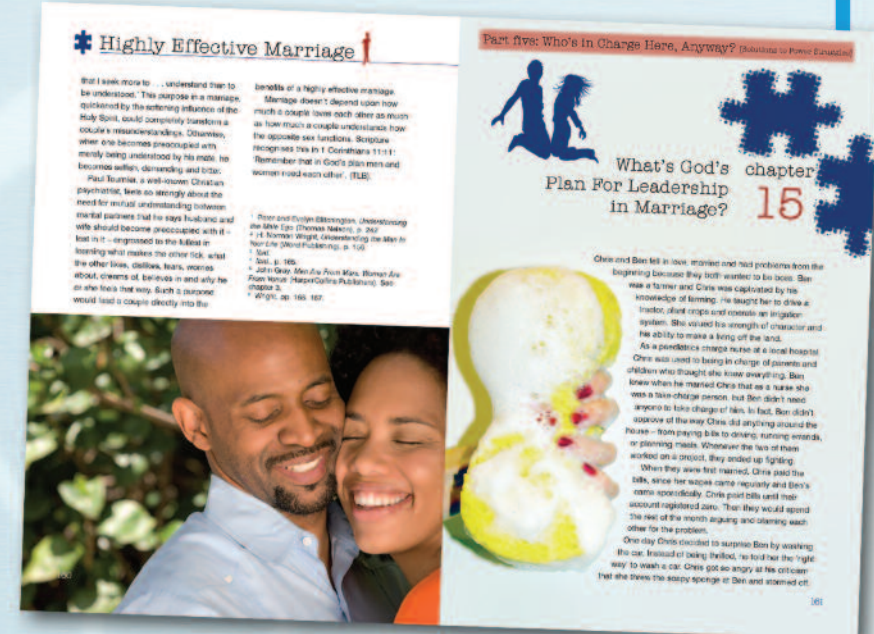 Highly Effective Marriage
that I seek more to . . . understand than to
be understood.' This purpose in a marriage,
quickened by the softening influence of the
Holy Spirit, could completely transform a
couple's misunderstandings. Otherwise,
when one becomes preoccupied with
merely being understood by his mate, he
becomes selfish, demanding and bitter.
Paul Tournier, a well-known Christian
psychiatrist, feels so strongly about the
need for mutual understanding between
marital partners that he says husband and
wife should become preoccupied with it –
lost in it – engrossed to the fullest in
learning what makes the other tick, what
the other likes, dislikes, fears, worries
about, dreams of, believes in and why he
or she feels that way. Such a purpose
would lead a couple directly into the
benefits of a highly effective marriage.
Marriage doesn't depend upon how
much a couple loves each other as much
as how much a couple understands how
the opposite sex functions. Scripture
recognises this in 1 Corinthians 11:11:
'Remember that in God's plan men and
women need each other'. (TLB).
Peter and Evelyn Blitchington, Understanding
the Male Ego (Thomas Nelson), p. 242
H. Norman Wright, Understanding the Man in
Your Life (Word Publishing), p.
Ibid.
Ibid., p. 165.
John Gray, Men Are From Mars, Women Are
From Venus (HarperCollins Publishers). See
chapter 3.
Wright, pp. 165, 167.
160
Part five: Who's in Charge Here, Anyway? (Solutions to Power Struggles)
What's God's
Plan For Leadership
in Marriage?
chapter
15
Chris and Ben fell in love, married and had problems from the
beginning because they both wanted to be boss. Ben
was a farmer and Chris was captivated by his
knowledge of farming. He taught her to drive a
tractor, plant crops and operate an irrigation
system. She valued his strength of character and
his ability to make a living off the land.
As a paediatrics charge nurse at a local hospital
Chris was used to being in charge of parents and
children who thought she knew everything. Ben
knew when he married Chris that as a nurse she
was a take-charge person, but Ben didn't need
anyone to take charge of him. In fact, Ben didn't
approve of the way Chris did anything around the
house – from paying bills to driving, running errands,
or planning meals. Whenever the two of them
worked on a project, they ended up fighting.
When they were first married, Chris paid the
bills, since her wages came regularly and Ben's
came sporadically. Chris paid bills until their
account registered zero. Then they would spend
the rest of the month arguing and blaming each
other for the problem.
One day Chris decided to surprise Ben by washing
the car. Instead of being thrilled, he told her the 'right
way' to wash a car. Chris got so angry at his criticism
that she threw the soapy sponge at Ben and stormed off.
161